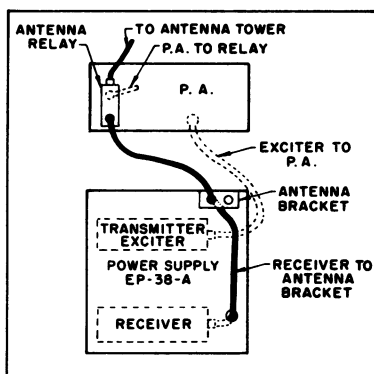 ANTENNA
RELAY
TO ANTENNA TOWER
P.A. TO RELAY
P. A.
EXCITER TO
P.A.
ANTENNA
BRACKET
TRANSMITTER
EXCITER
POWER SUPPLY
EP-38-A
RECEIVER TO
ANTENNA
BRACKET
RECEIVER